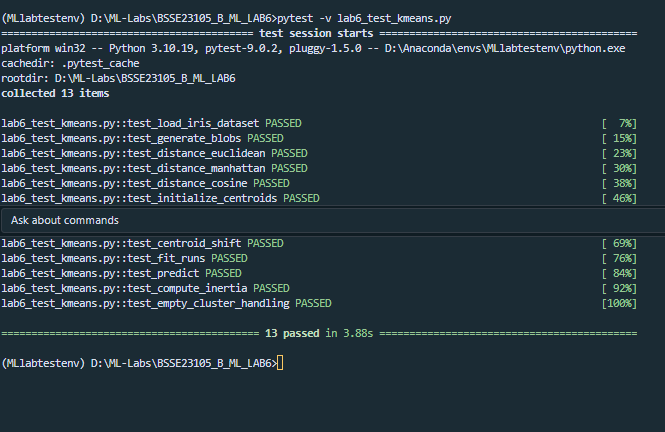 (MLlabtestenv) D:\ML-Labs\BSSE23105_B_ML_LAB6>pytest -v lab6_test_kmeans.py
========================================== test session starts ===========================================
platform win32 -- Python 3.10.19, pytest-9.0.2, pluggy-1.5.0 -- D:\Anaconda\envs\MLlabtestenv\python.exe
cachedir: .pytest_cache
rootdir: D:\ML-Labs\BSSE23105_B_ML_LAB6
collected 13 items
lab6_test_kmeans.py::test_load_iris_dataset PASSED [  7%]
lab6_test_kmeans.py::test_generate_blobs PASSED [ 15%]
lab6_test_kmeans.py::test_distance_euclidean PASSED [ 23%]
lab6_test_kmeans.py::test_distance_manhattan PASSED [ 30%]
lab6_test_kmeans.py::test_distance_cosine PASSED [ 38%]
lab6_test_kmeans.py::test_initialize_centroids PASSED [ 46%]
Ask about commands
lab6_test_kmeans.py::test_centroid_shift PASSED [ 69%]
lab6_test_kmeans.py::test_fit_runs PASSED [ 76%]
lab6_test_kmeans.py::test_predict PASSED [ 84%]
lab6_test_kmeans.py::test_compute_inertia PASSED [ 92%]
lab6_test_kmeans.py::test_empty_cluster_handling PASSED [100%]
=========================================== 13 passed in 3.88s ===========================================
(MLlabtestenv) D:\ML-Labs\BSSE23105_B_ML_LAB6>